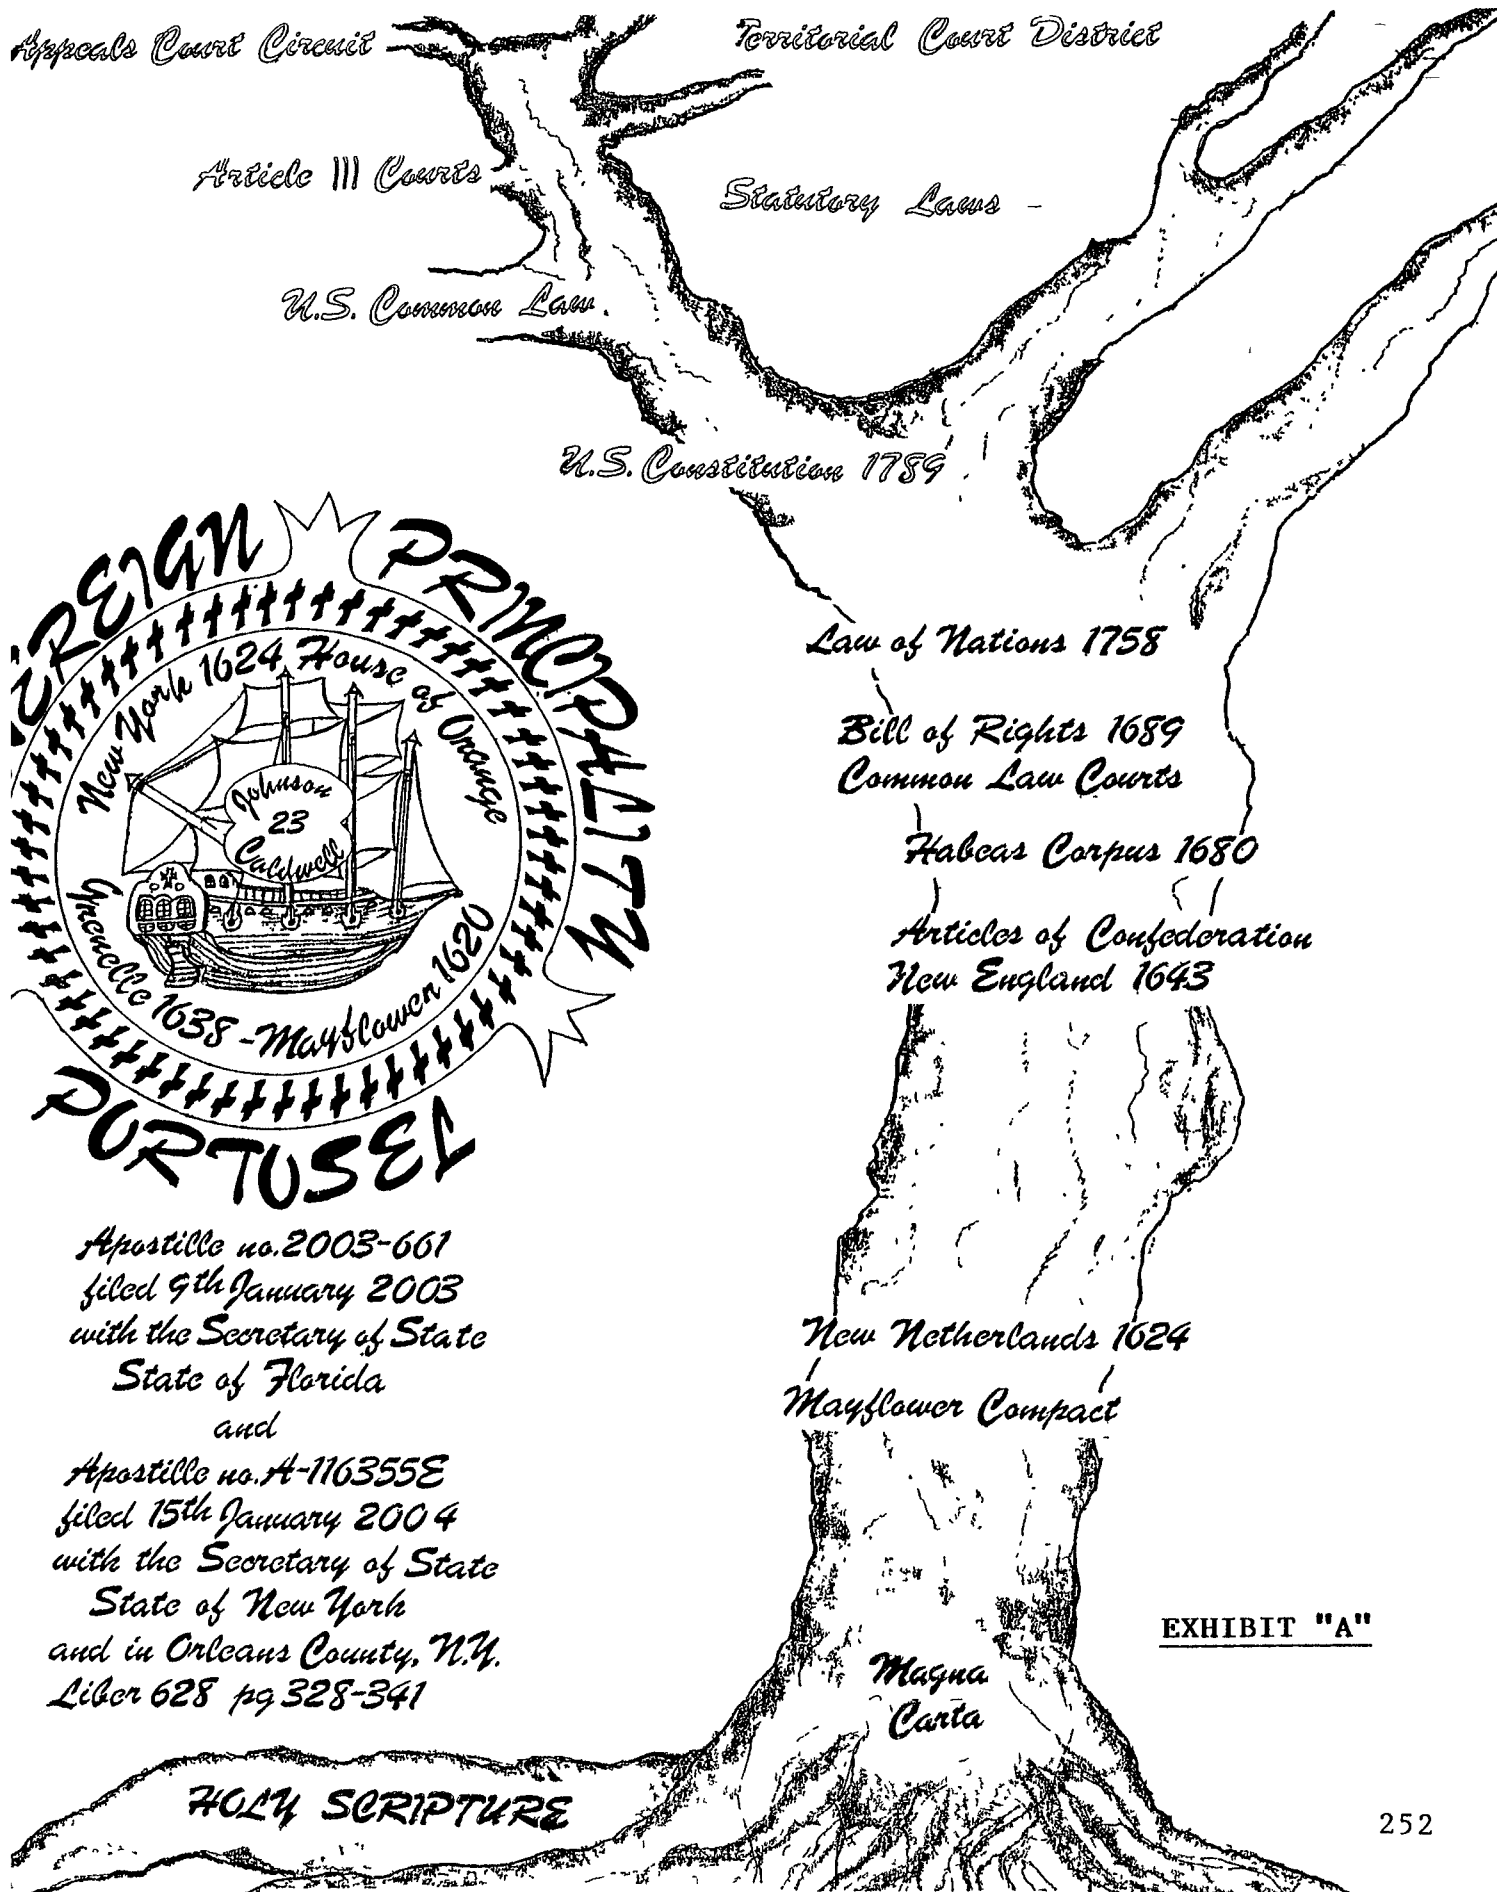 Appeals Court Circuit
Territorial Court District
Article III Courts
Statutory Laws -
U.S. Common Law.
U.S. Constitution 1789
PRINCIPALITY
PORTUSEL
New York 1624 House of Orange
Johnson
23
Caldwell
Grenelle 1638 - Mayflower 1620
Law of Nations 1758
Bill of Rights 1689
Common Law Courts
Habeas Corpus 1680
Articles of Confederation
New England 1643
New Netherlands 1624
Mayflower Compact
Magna
Carta
Apostille no.2003-661
filed 9th January 2003
with the Secretary of State
State of Florida
and
Apostille no.A-116355E
filed 15th January 2004
with the Secretary of State
State of New York
and in Orleans County, N.Y.
Liber 628 pg 328-341
EXHIBIT "A"
HOLY SCRIPTURE
252